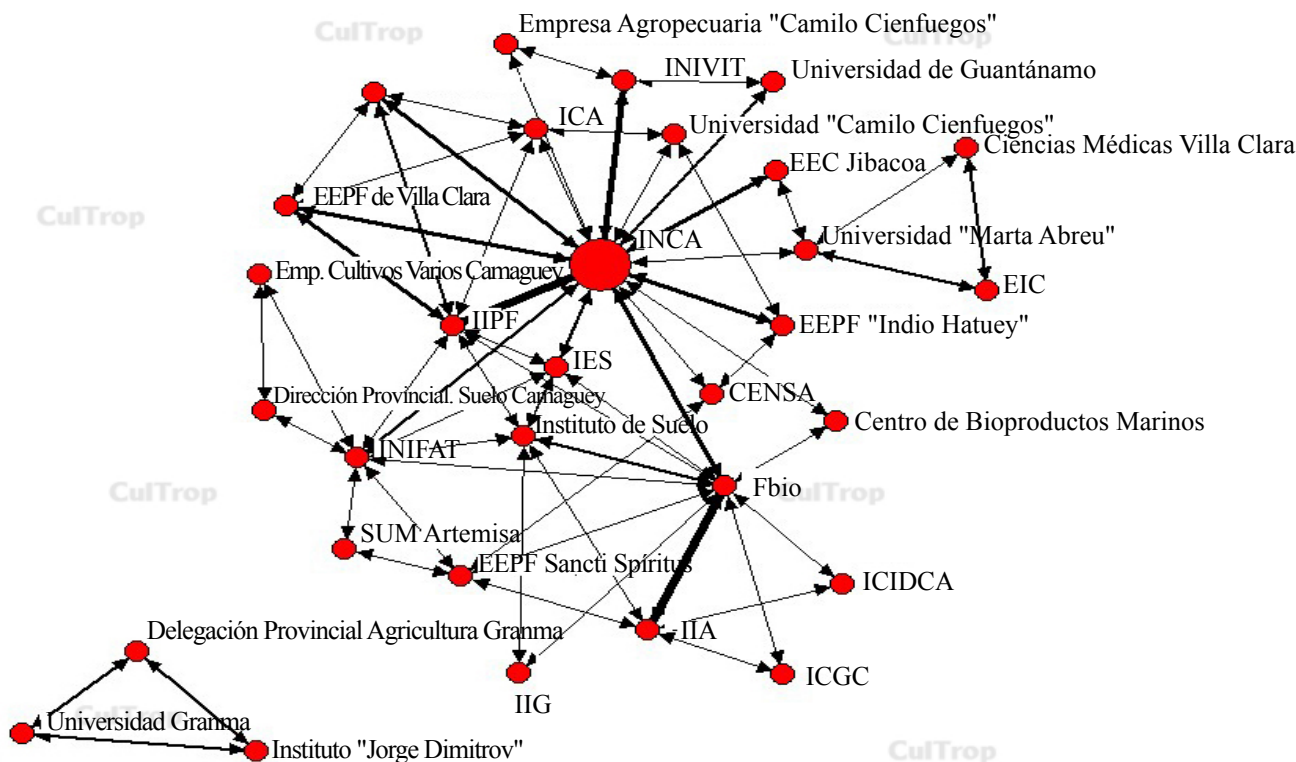 CulTrop
Empresa Agropecuaria "Camilo Cienfuegos"
CulTrop
INIVIT
Universidad de Guantánamo
ICA
Universidad "Camilo Cienfuegos"
Ciencias Médicas Villa Clara
EEC Jibacoa
EEPF de Villa Clara
CulTrop
INCA
Universidad "Marta Abreu"
Emp. Cultivos Varios Camaguey
EIC
IIPF
EEPF "Indio Hatuey"
IES
Dirección Provincial. Suelo Camaguey
CENSA
Instituto de Suelo
Centro de Bioproductos Marinos
INIFAT
Fbio
CulTrop
CulTrop
SUM Artemisa
EEPF Sancti Spíritus
ICIDCA
Delegación Provincial Agricultura Granma
IIA
ICGC
IIG
CulTrop
Universidad Granma
Instituto "Jorge Dimitrov"
CulTrop